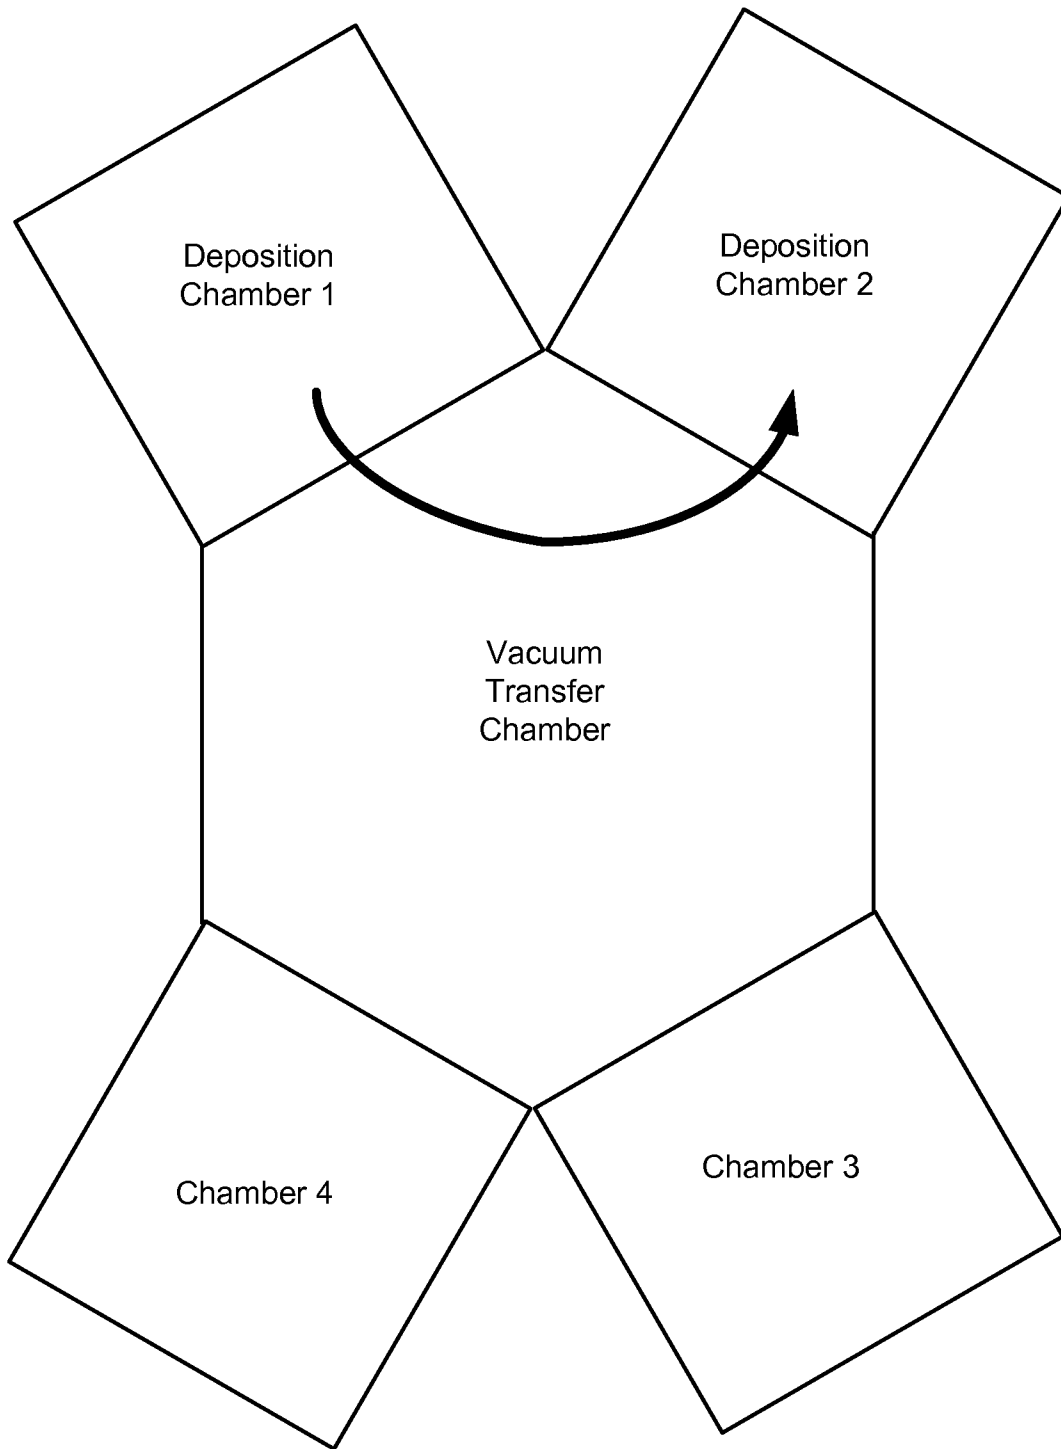 Deposition
Chamber 1
Deposition
Chamber 2
Vacuum
Transfer
Chamber
Chamber 4
Chamber 3